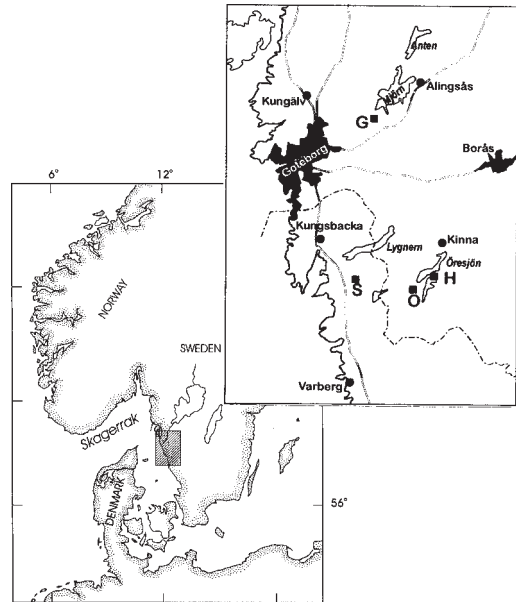 Anten
Mjörn
Alingsås
Kungälv
G
Göteborg
Borås
6°
12°
Kungsbacka
Kinna
Lygnern
Öresjön
H
S
O
NORWAY
SWEDEN
Varberg
Skagerrak
DENMARK
56°